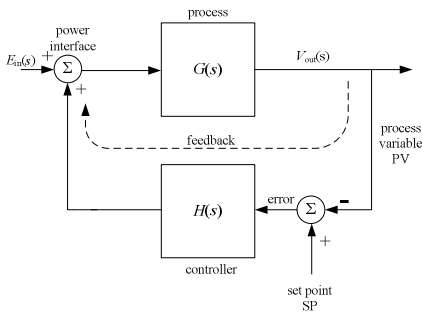 process
power
interface
E_in(s)
+
Σ
+
G(s)
V_out(s)
feedback
process
variable
PV
-
H(s)
error
Σ
-
+
controller
set point
SP